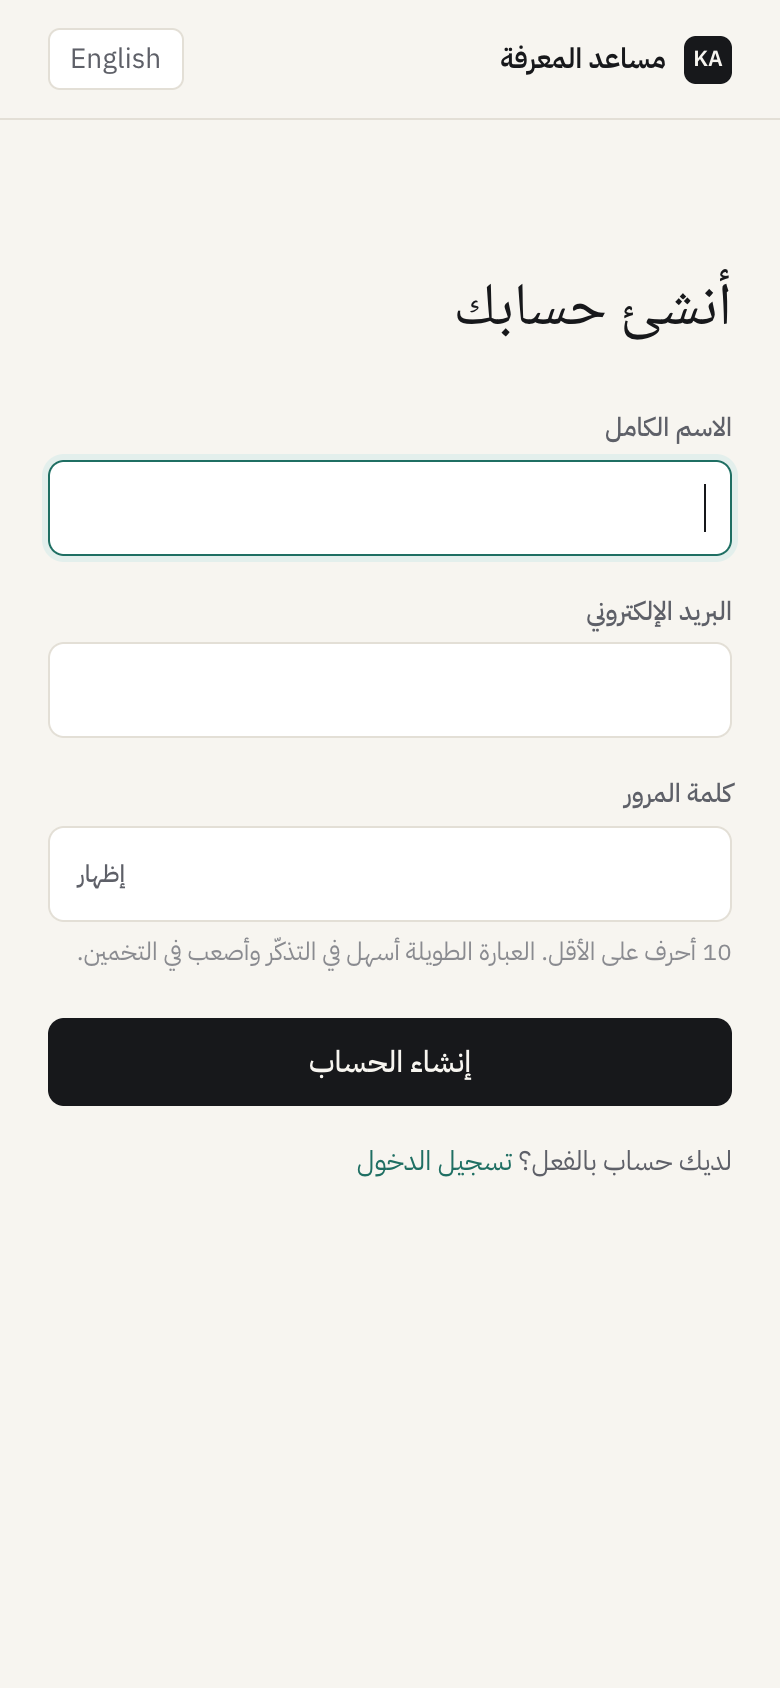 KA مساعد المعرفة
English
أنشئ حسابك
الاسم الكامل
البريد الإلكتروني
كلمة المرور
إظهار
10 أحرف على الأقل. العبارة الطويلة أسهل في التذكّر وأصعب في التخمين.
إنشاء الحساب
لديك حساب بالفعل؟ تسجيل الدخول